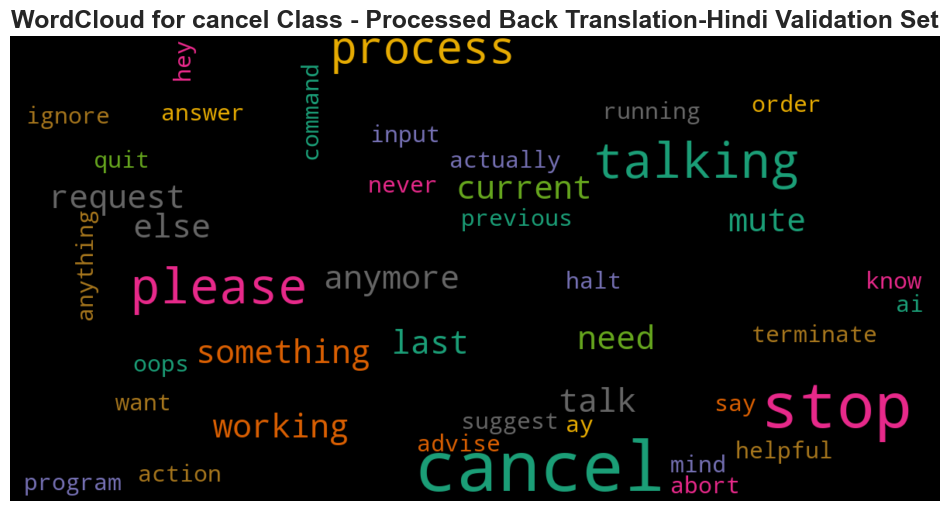 WordCloud for cancel Class - Processed Back Translation-Hindi Validation Set
process
hey
command
ignore
answer
running
order
input
quit
actually
talking
never
current
request
previous
mute
else
anything
please
anymore
halt
know
ai
something
last
need
terminate
oops
want
talk
say
stop
working
suggest
ay
advise
cancel
helpful
mind
program
action
abort